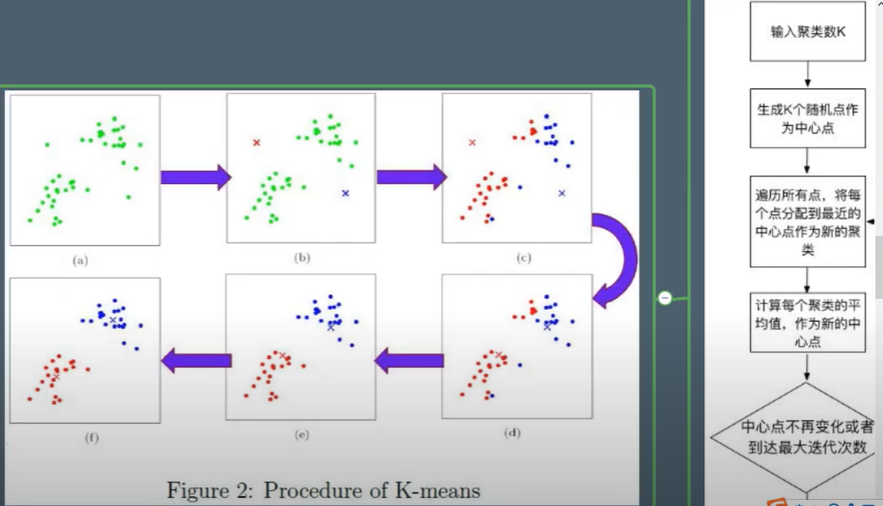 (a)
(b)
(c)
(f)
(e)
(d)
Figure 2: Procedure of K-means
输入聚类数K
生成K个随机点作
为中心点
遍历所有点，将每
个点分配到最近的
中心点作为新的聚
类
计算每个聚类的平
均值，作为新的中
心点
中心点不再变化或者
到达最大迭代次数